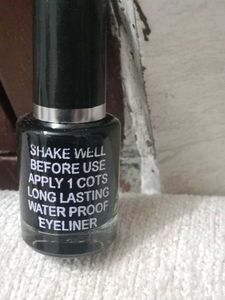 SHAKE WELL
BEFORE USE
APPLY 1 COTS
LONG LASTING
WATER PROOF
EYELINER